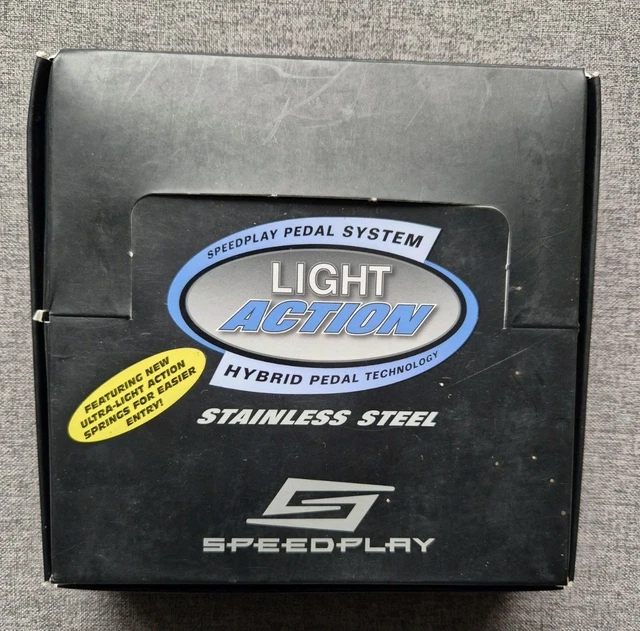 SPEEDPLAY PEDAL SYSTEM
LIGHT
ACTION
HYBRID PEDAL TECHNOLOGY
FEATURING NEW
ULTRA-LIGHT ACTION
SPRINGS FOR EASIER
ENTRY!
STAINLESS STEEL
SPEEDPLAY